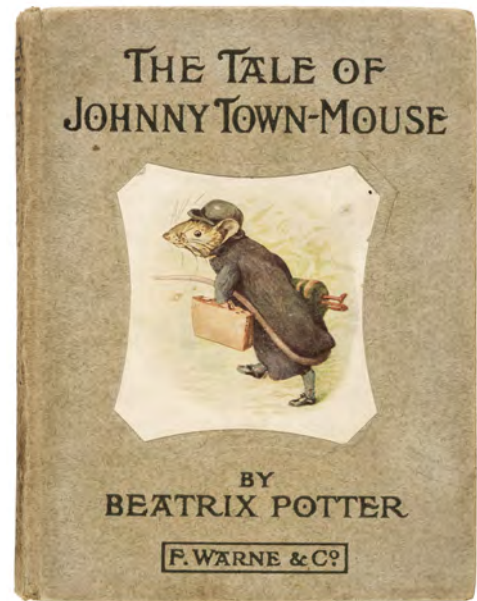 THE TALE OF
JOHNNY TOWN-MOUSE
BY
BEATRIX POTTER
F. WARNE & Co